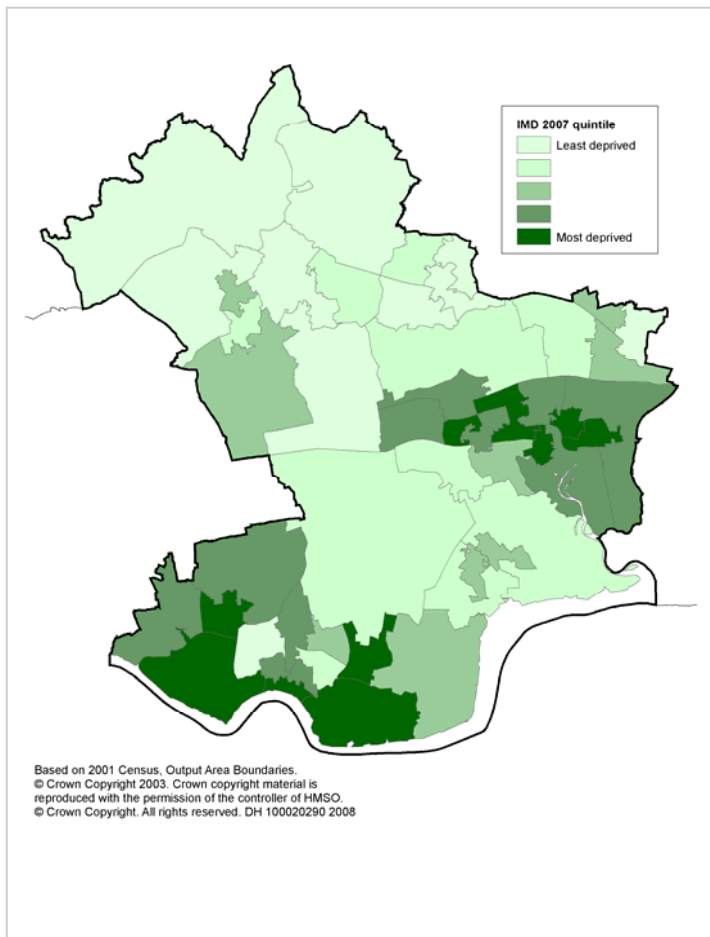 IMD 2007 quintile
Least deprived
Most deprived
Based on 2001 Census, Output Area Boundaries.
© Crown Copyright 2003. Crown copyright material is
reproduced with the permission of the controller of HMSO.
© Crown Copyright. All rights reserved. DH 100020290 2008